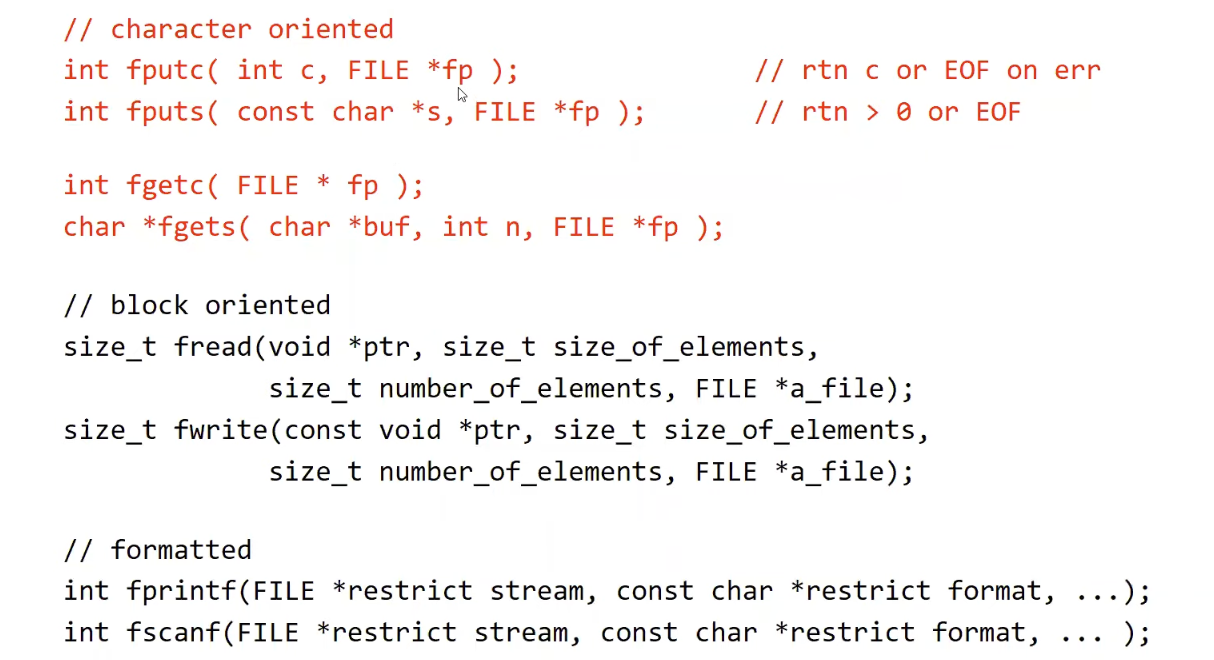 // character oriented
int fputc( int c, FILE *fp ); // rtn c or EOF on err
int fputs( const char *s, FILE *fp ); // rtn > 0 or EOF
int fgetc( FILE * fp );
char *fgets( char *buf, int n, FILE *fp );
// block oriented
size_t fread(void *ptr, size_t size_of_elements,
size_t number_of_elements, FILE *a_file);
size_t fwrite(const void *ptr, size_t size_of_elements,
size_t number_of_elements, FILE *a_file);
// formatted
int fprintf(FILE *restrict stream, const char *restrict format, ...);
int fscanf(FILE *restrict stream, const char *restrict format, ... );